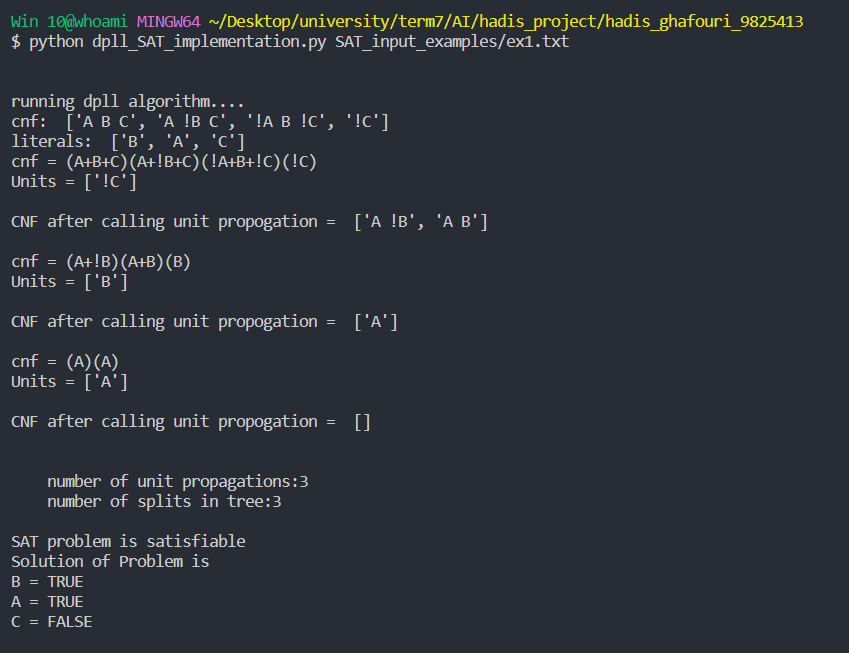 Win 10@whoami MINGW64 ~/Desktop/university/term7/AI/hadis_project/hadis_ghafouri_9825413
$ python dpll_SAT_implementation.py SAT_input_examples/ex1.txt
running dpll algorithm....
cnf:  ['A B C', 'A !B C', '!A B !C', '!C']
literals:  ['B', 'A', 'C']
cnf = (A+B+C)(A+!B+C)(!A+B+!C)(!C)
Units = ['!C']
CNF after calling unit propogation =  ['A !B', 'A B']
cnf = (A+!B)(A+B)(B)
Units = ['B']
CNF after calling unit propogation =  ['A']
cnf = (A)(A)
Units = ['A']
CNF after calling unit propogation =  []
number of unit propagations:3
number of splits in tree:3
SAT problem is satisfiable
Solution of Problem is
B = TRUE
A = TRUE
C = FALSE